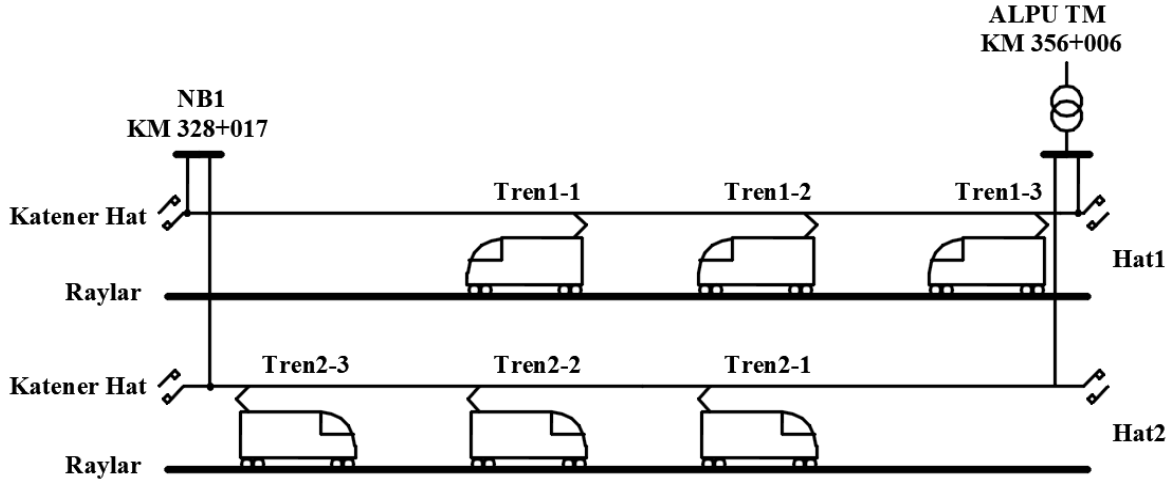 ALPU TM
KM 356+006
NB1
KM 328+017
Tren1-1 Tren1-2 Tren1-3
Katener Hat
Hat1
Raylar
Tren2-3 Tren2-2 Tren2-1
Katener Hat
Hat2
Raylar